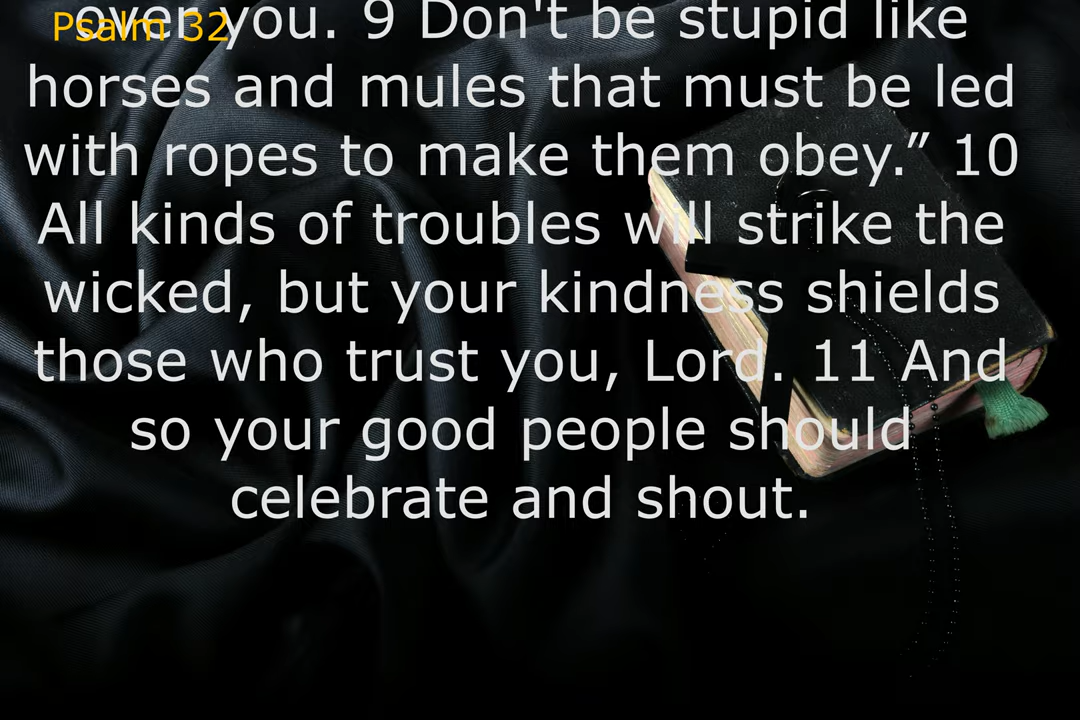 Psalm 32
over you. 9 Don't be stupid like
horses and mules that must be led
with ropes to make them obey.” 10
All kinds of troubles will strike the
wicked, but your kindness shields
those who trust you, Lord. 11 And
so your good people should
celebrate and shout.